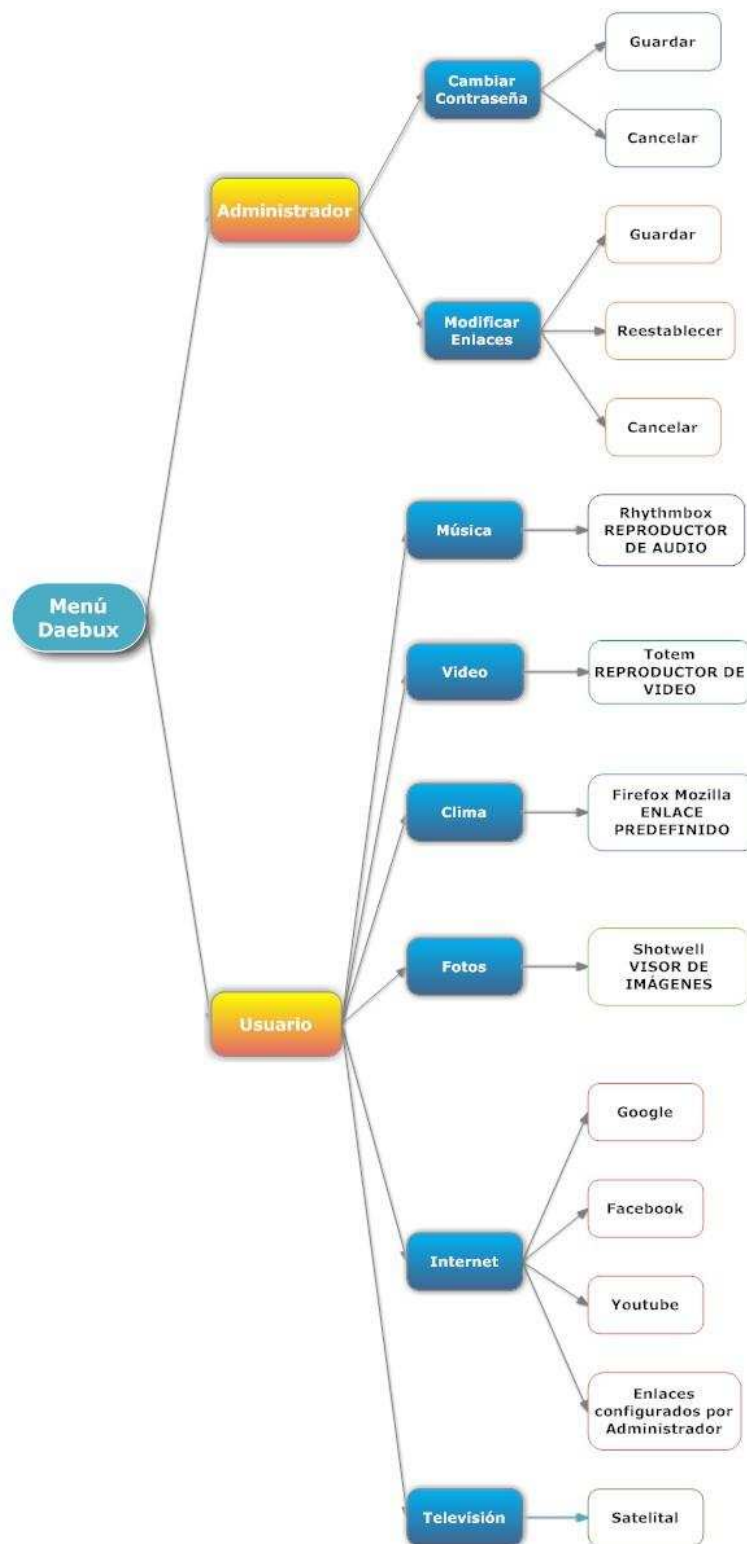 Menú
Daebux
Administrador
Cambiar
Contraseña
Guardar
Cancelar
Modificar
Enlaces
Guardar
Reestablecer
Cancelar
Usuario
Música
Rhythmbox
REPRODUCTOR
DE AUDIO
Video
Totem
REPRODUCTOR DE
VIDEO
Clima
Firefox Mozilla
ENLACE
PREDEFINIDO
Fotos
Shotwell
VISOR DE
IMÁGENES
Internet
Google
Facebook
Youtube
Enlaces
configurados por
Administrador
Televisión
Satelital